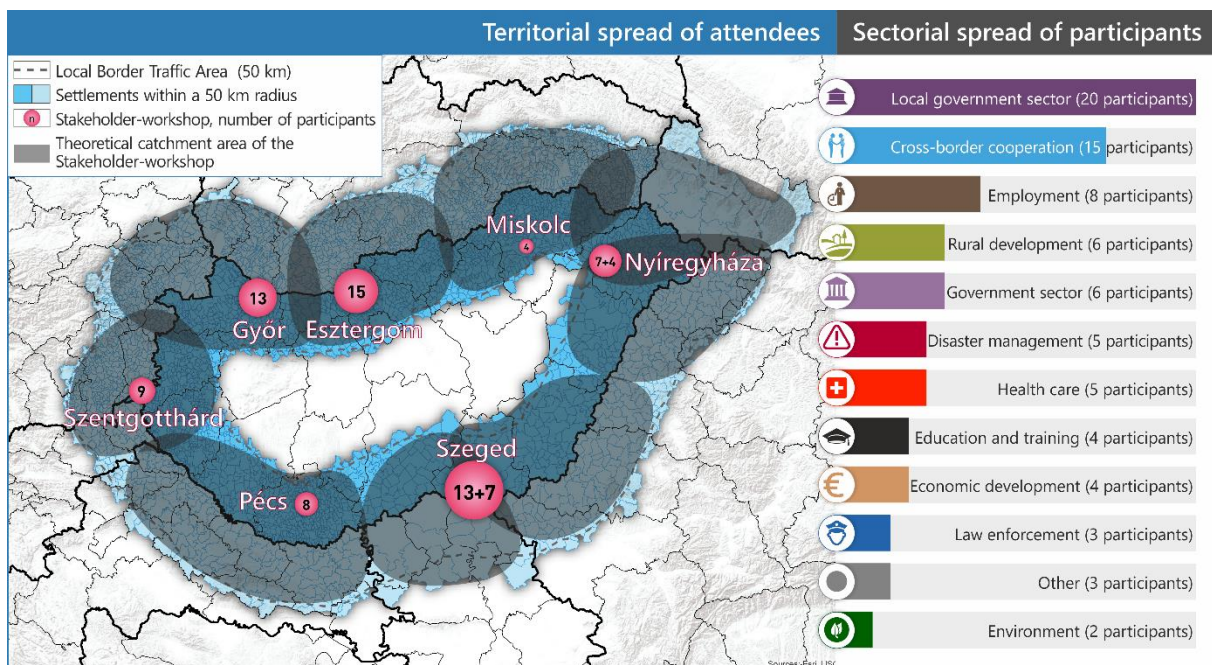 Territorial spread of attendees
Sectorial spread of participants
Local Border Traffic Area (50 km)
Settlements within a 50 km radius
n
Stakeholder-workshop, number of participants
Theoretical catchment area of the
Stakeholder-workshop
Miskolc
4
7+4
Nyíregyháza
13
15
Győr
Esztergom
9
Szentgotthárd
Szeged
13+7
Pécs
8
Local government sector (20 participants)
Cross-border cooperation (15 participants)
Employment (8 participants)
Rural development (6 participants)
Government sector (6 participants)
Disaster management (5 participants)
Health care (5 participants)
Education and training (4 participants)
€
Economic development (4 participants)
Law enforcement (3 participants)
Other (3 participants)
Environment (2 participants)